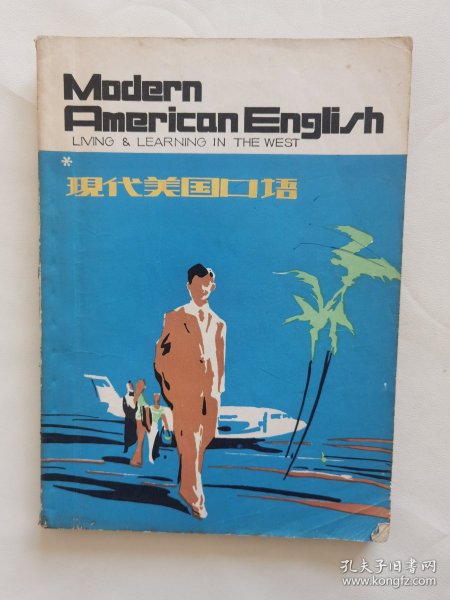 Modern
American English
LIVING & LEARNING IN THE WEST
*
現代美国口语
孔夫子旧书网
www.kongfz.com